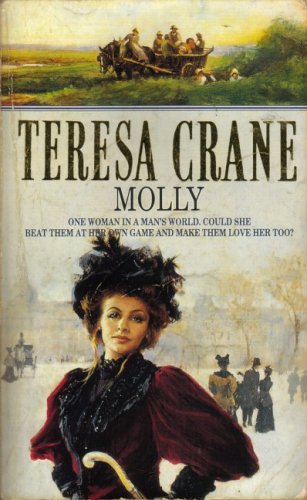 TERESA CRANE
MOLLY
ONE WOMAN IN A MAN'S WORLD. COULD SHE
BEAT THEM AT HER OWN GAME AND MAKE THEM LOVE HER TOO?